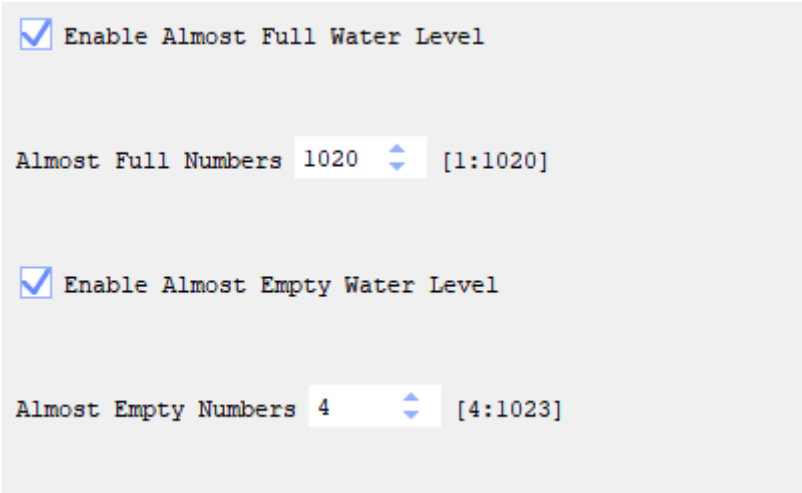 Enable Almost Full Water Level
Almost Full Numbers 1020 [1:1020]
Enable Almost Empty Water Level
Almost Empty Numbers 4 [4:1023]